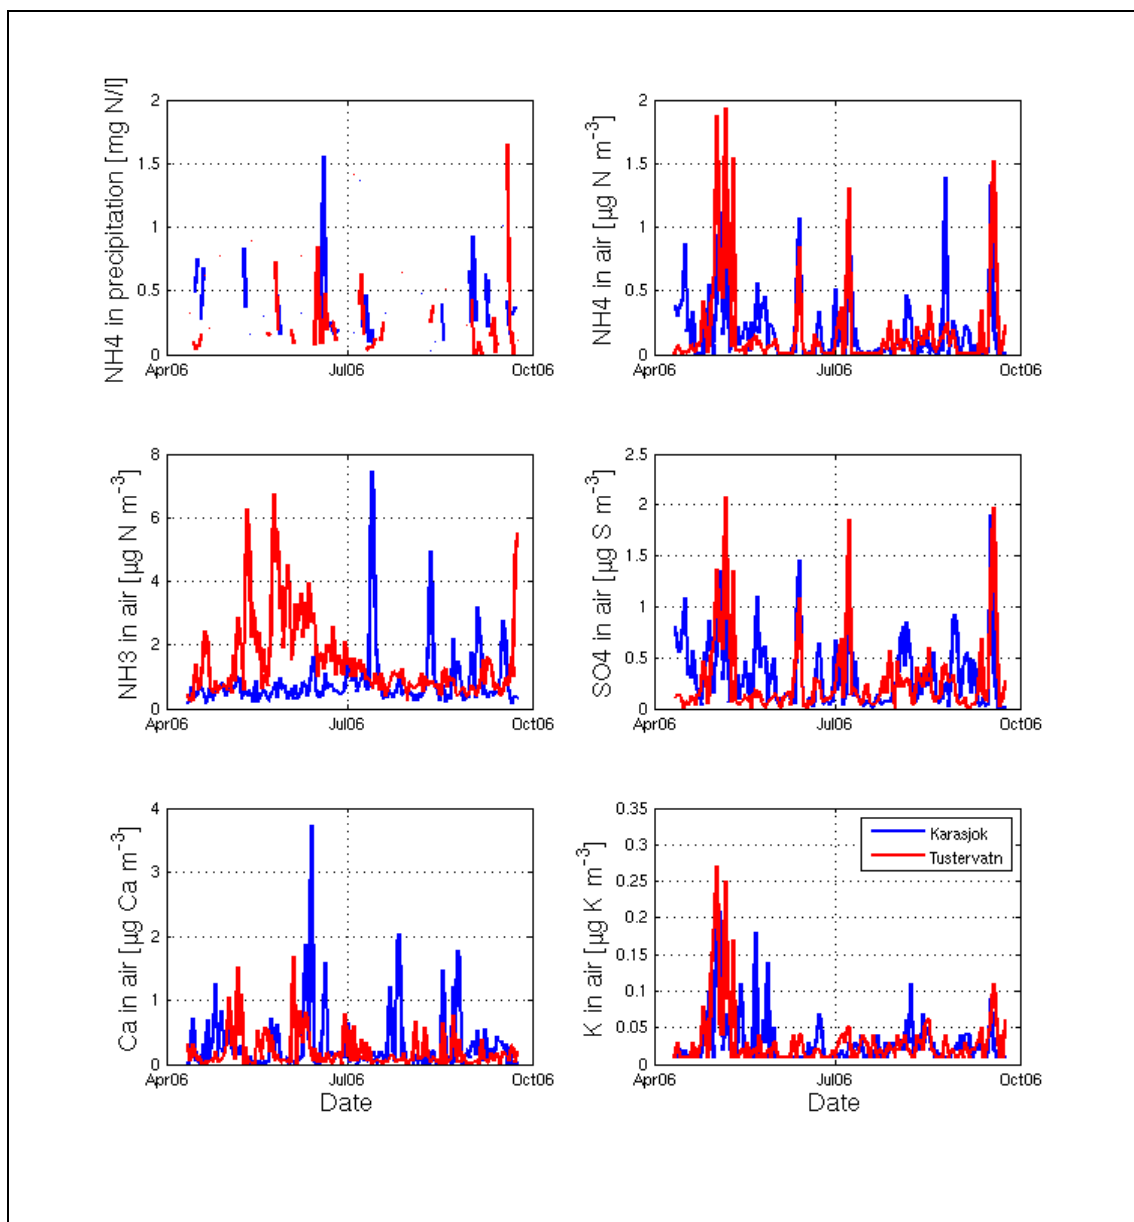 NH4 in precipitation [mg N/l]
2
1.5
1
0.5
0
Apr06
Jul06
Oct06
NH4 in air [µg N m⁻³]
2
1.5
1
0.5
0
Apr06
Jul06
Oct06
NH3 in air [µg N m⁻³]
8
6
4
2
0
Apr06
Jul06
Oct06
SO4 in air [µg S m⁻³]
2.5
2
1.5
1
0.5
0
Apr06
Jul06
Oct06
Ca in air [µg Ca m⁻³]
4
3
2
1
0
Apr06
Jul06
Oct06
Date
K in air [µg K m⁻³]
0.35
0.3
0.25
0.2
0.15
0.1
0.05
0
Karasjok
Tustervatn
Apr06
Jul06
Oct06
Date